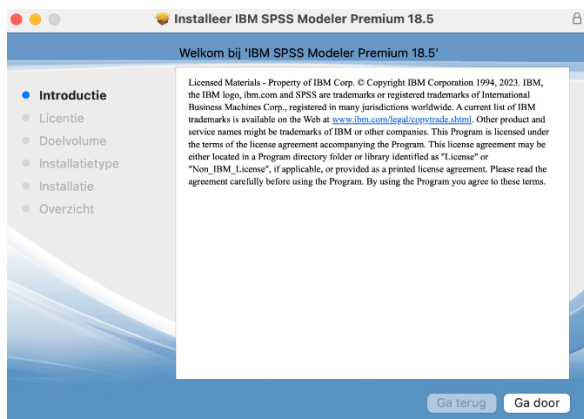 Installeer IBM SPSS Modeler Premium 18.5
Welkom bij 'IBM SPSS Modeler Premium 18.5'
Introductie
Licentie
Doelvolume
Installatietype
Installatie
Overzicht
Licensed Materials - Property of IBM Corp. © Copyright IBM Corporation 1994, 2023. IBM,
the IBM logo, ibm.com and SPSS are trademarks or registered trademarks of International
Business Machines Corp., registered in many jurisdictions worldwide. A current list of IBM
trademarks is available on the Web at www.ibm.com/legal/copytrade.shtml. Other product and
service names might be trademarks of IBM or other companies. This Program is licensed under
the terms of the license agreement accompanying the Program. This license agreement may be
either located in a Program directory folder or library identified as "License" or
"Non_IBM_License", if applicable, or provided as a printed license agreement. Please read the
agreement carefully before using the Program. By using the Program you agree to these terms.
Ga terug
Ga door